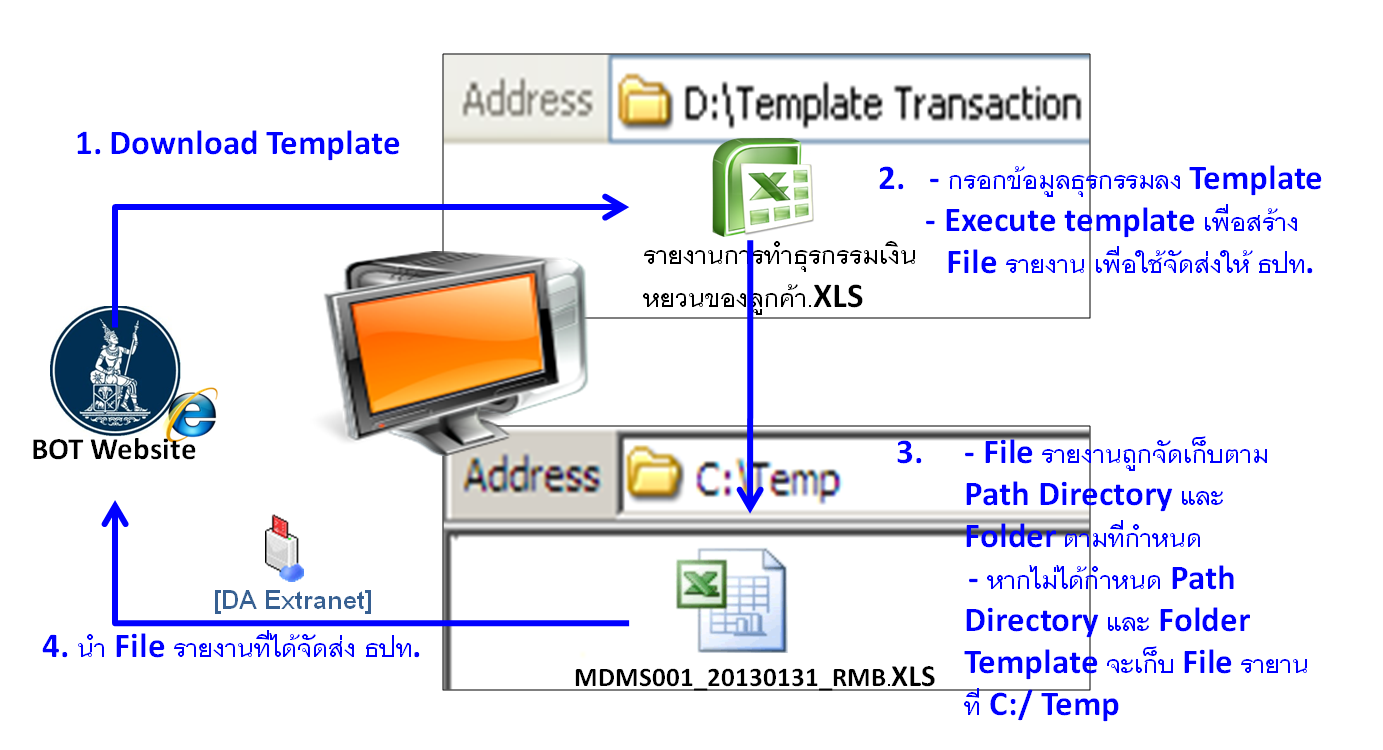 Address D:\Template Transaction
1. Download Template
2. - กรอกข้อมูลธุรกรรมลง Template
- Execute template เพื่อสร้าง
File รายงาน เพื่อใช้จัดส่งให้ ธปท.
รายงานการทำธุรกรรมเงิน
หยวนของลูกค้า.XLS
BOT Website
Address C:\Temp
3. - File รายงานถูกจัดเก็บตาม
Path Directory และ
Folder ตามที่กำหนด
- หากไม่ได้กำหนด Path
Directory และ Folder
Template จะเก็บ File รายาน
ที่ C:/ Temp
[DA Extranet]
4. นำ File รายงานที่ได้จัดส่ง ธปท.
MDMS001_20130131_RMB.XLS